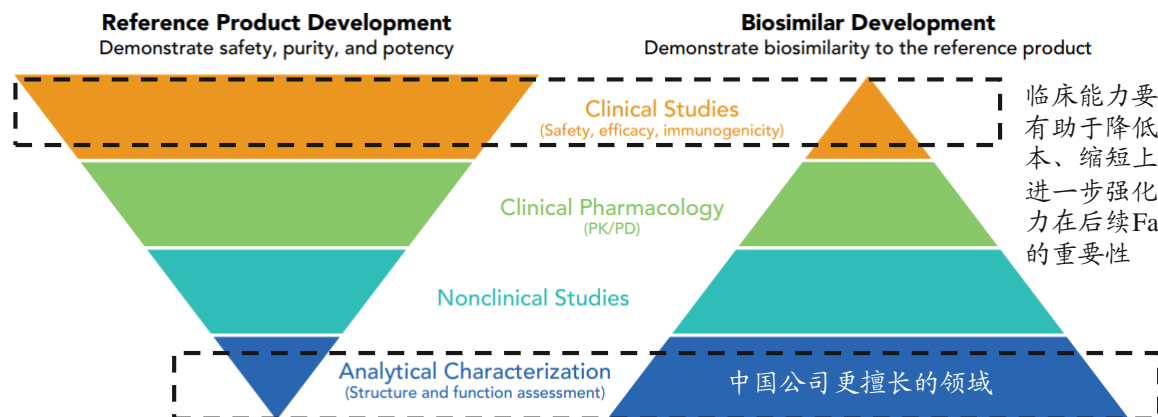 Reference Product Development
Demonstrate safety, purity, and potency
Biosimilar Development
Demonstrate biosimilarity to the reference product
Clinical Studies
(Safety, efficacy, immunogenicity)
Clinical Pharmacology
(PK/PD)
Nonclinical Studies
Analytical Characterization
(Structure and function assessment)
中国公司更擅长的领域
临床能力要
有助于降低
本、缩短上
进一步强化
力在后续Fa
的重要性